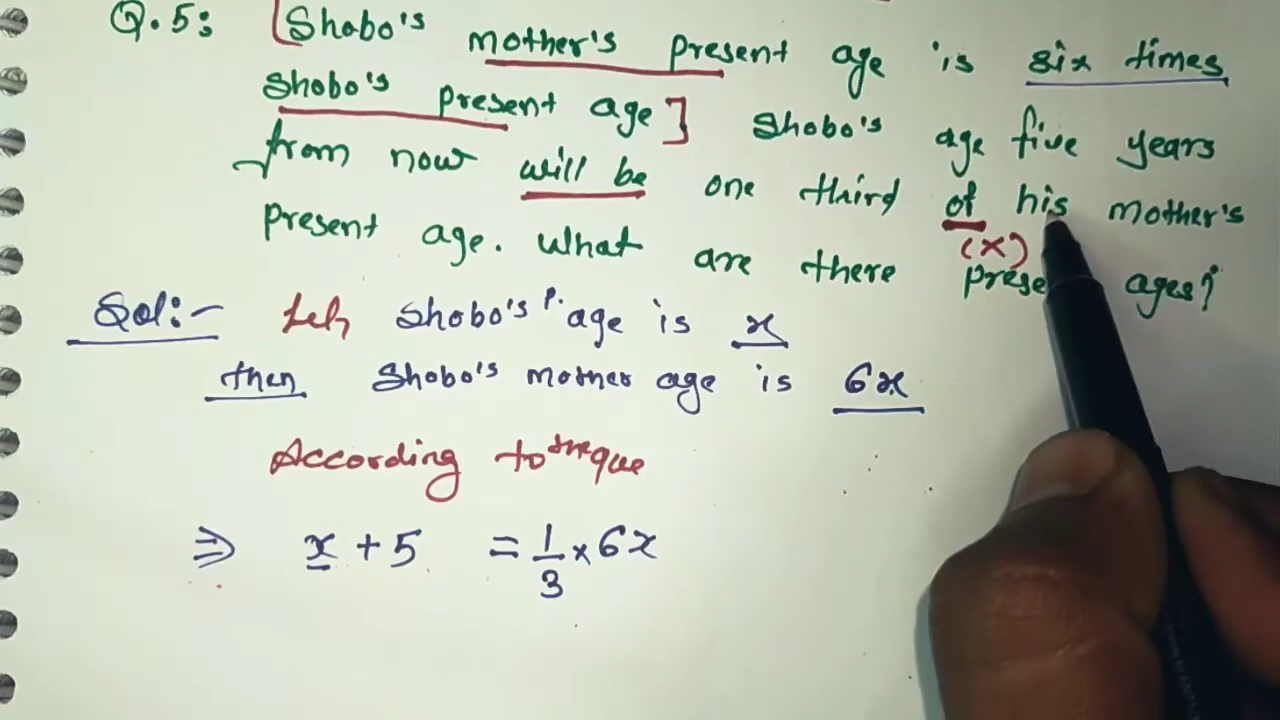 Q.5: [Shobo's mother's present age is six times
Shobo's present age] Shobo's age five years
from now will be one third of his mother's
(×)
present age. What are there prese ages?
Sol:- Let, Shobo's P. age is x
then Shobo's mother age is 6x
According to the que
⇒ x + 5 = 1/3 × 6x